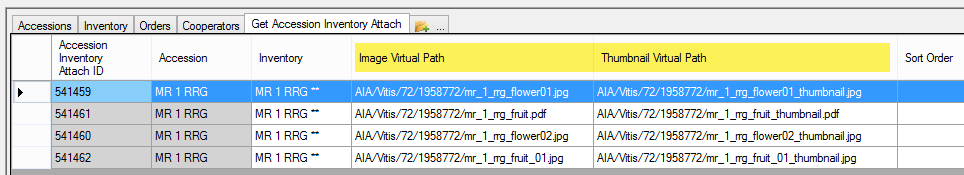 Accessions Inventory Orders Cooperators Get Accession Inventory Attach ...
Accession Inventory Attach ID Accession Inventory Image Virtual Path Thumbnail Virtual Path Sort Order
541459 MR 1 RRG MR 1 RRG ** AIA/Vitis/72/1958772/mr_1_rrg_flower01.jpg AIA/Vitis/72/1958772/mr_1_rrg_flower01_thumbnail.jpg
541461 MR 1 RRG MR 1 RRG ** AIA/Vitis/72/1958772/mr_1_rrg_fruit.pdf AIA/Vitis/72/1958772/mr_1_rrg_fruit_thumbnail.pdf
541460 MR 1 RRG MR 1 RRG ** AIA/Vitis/72/1958772/mr_1_rrg_flower02.jpg AIA/Vitis/72/1958772/mr_1_rrg_flower02_thumbnail.jpg
541462 MR 1 RRG MR 1 RRG ** AIA/Vitis/72/1958772/mr_1_rrg_fruit_01.jpg AIA/Vitis/72/1958772/mr_1_rrg_fruit_01_thumbnail.jpg